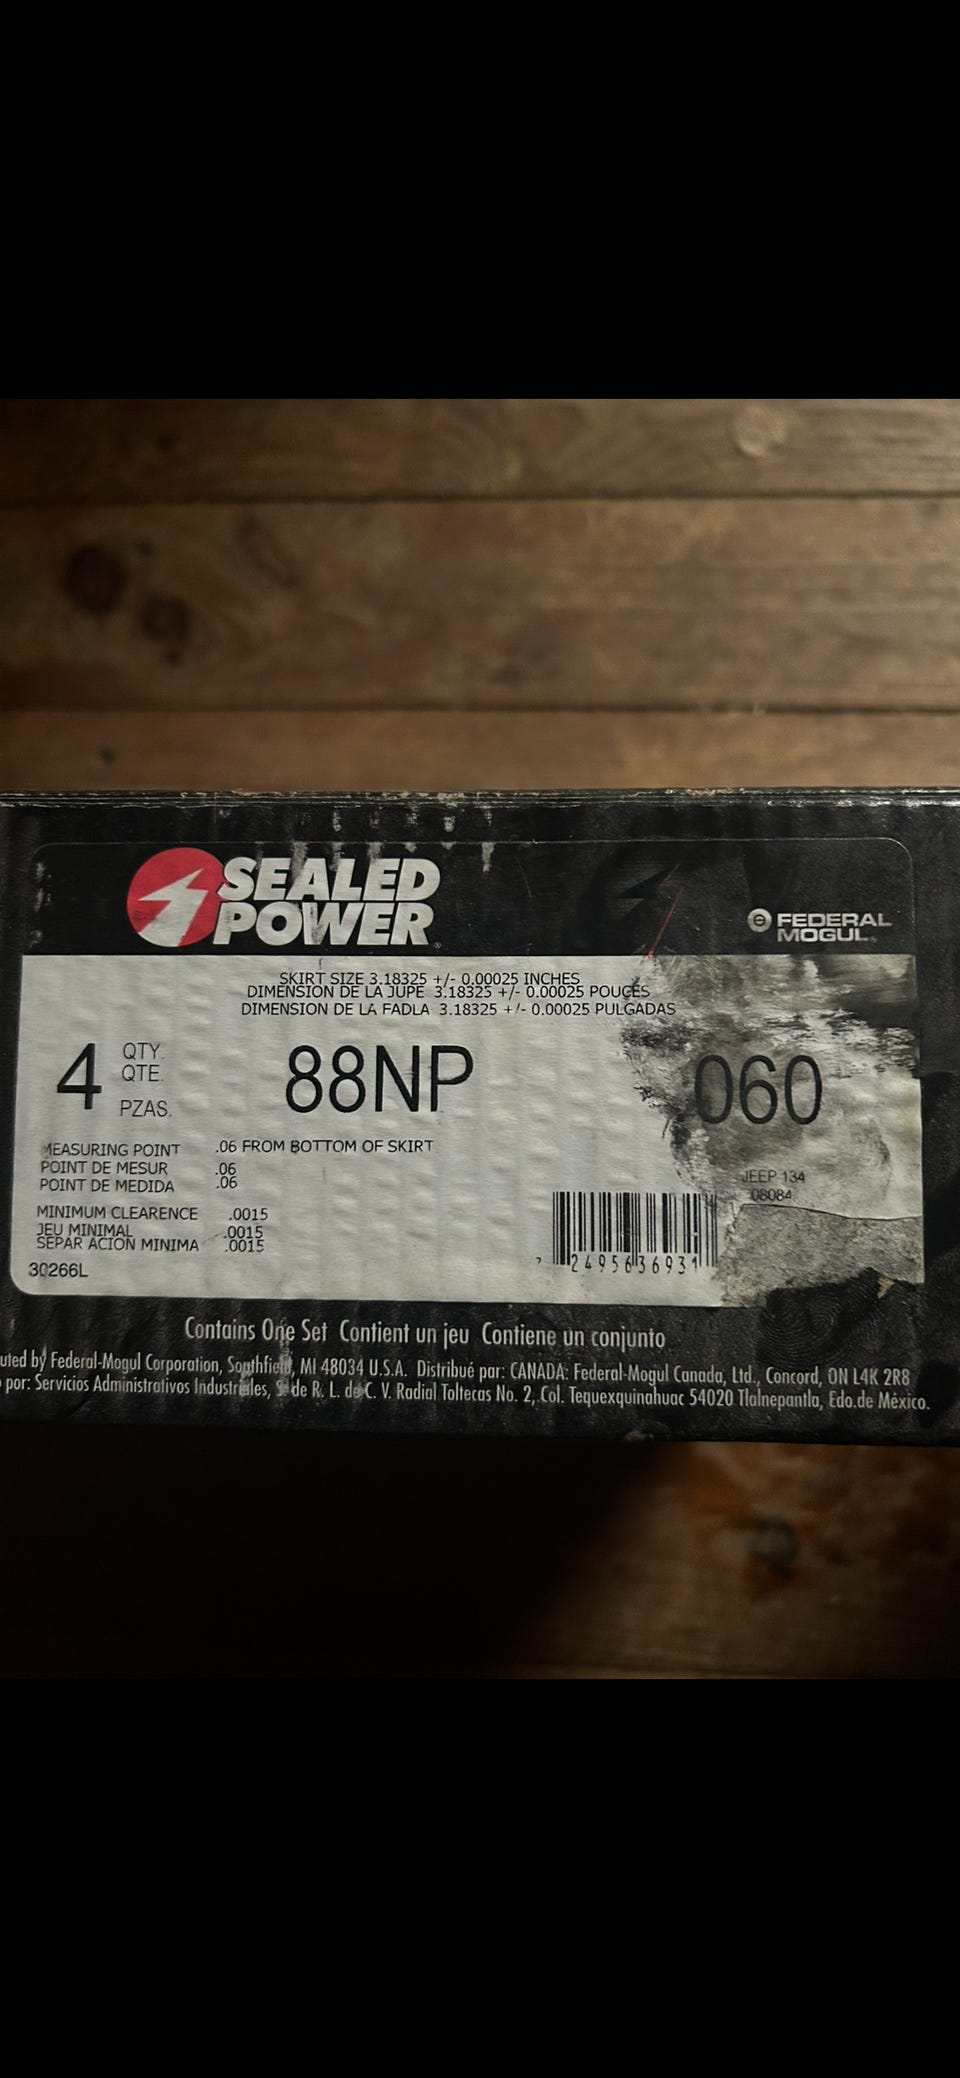 SEALED
POWER
FEDERAL
MOGUL
SKIRT SIZE 3.18325 +/- 0.00025 INCHES
DIMENSION DE LA JUPE 3.18325 +/- 0.00025 POUCES
DIMENSION DE LA FADLA 3.18325 +/- 0.00025 PULGADAS
4 QTY. 88NP 060
QTE.
PZAS.
MEASURING POINT .06 FROM BOTTOM OF SKIRT
POINT DE MESUR .06
POINT DE MEDIDA .06
JEEP 134
08084
MINIMUM CLEARENCE .0015
JEU MINIMAL .0015
SEPAR ACION MINIMA .0015
30266L
7 24956 36931
Contains One Set Contient un jeu Contiene un conjunto
uted by Federal-Mogul Corporation, Southfield, MI 48034 U.S.A. Distribué par: CANADA: Federal-Mogul Canada, Ltd., Concord, ON L4K 2R8
por: Servicios Administrativos Industriales, S. de R. L. de C. V. Radial Toltecas No. 2, Col. Tequexquinahuac 54020 Tlalnepantla, Edo.de México.